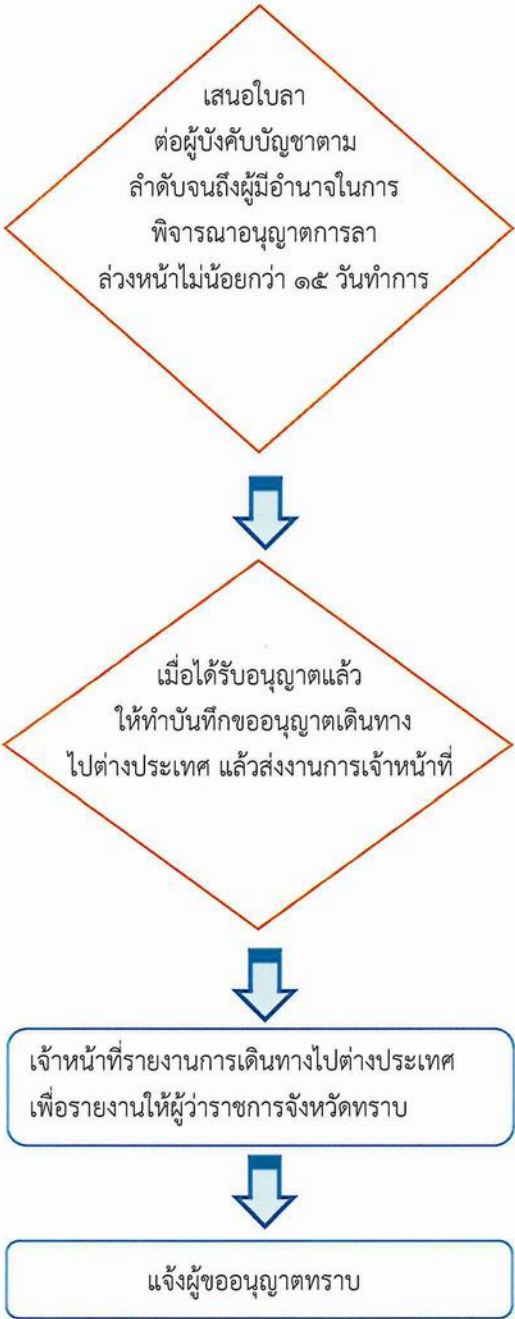 เสนอใบลา
ต่อผู้บังคับบัญชาตาม
ลำดับจนถึงผู้มีอำนาจในการ
พิจารณาอนุญาตการลา
ล่วงหน้าไม่น้อยกว่า ๑๕ วันทำการ
เมื่อได้รับอนุญาตแล้ว
ให้ทำบันทึกขออนุญาตเดินทาง
ไปต่างประเทศ แล้วส่งงานการเจ้าหน้าที่
เจ้าหน้าที่รายงานการเดินทางไปต่างประเทศ
เพื่อรายงานให้ผู้ว่าราชการจังหวัดทราบ
แจ้งผู้ขออนุญาตทราบ